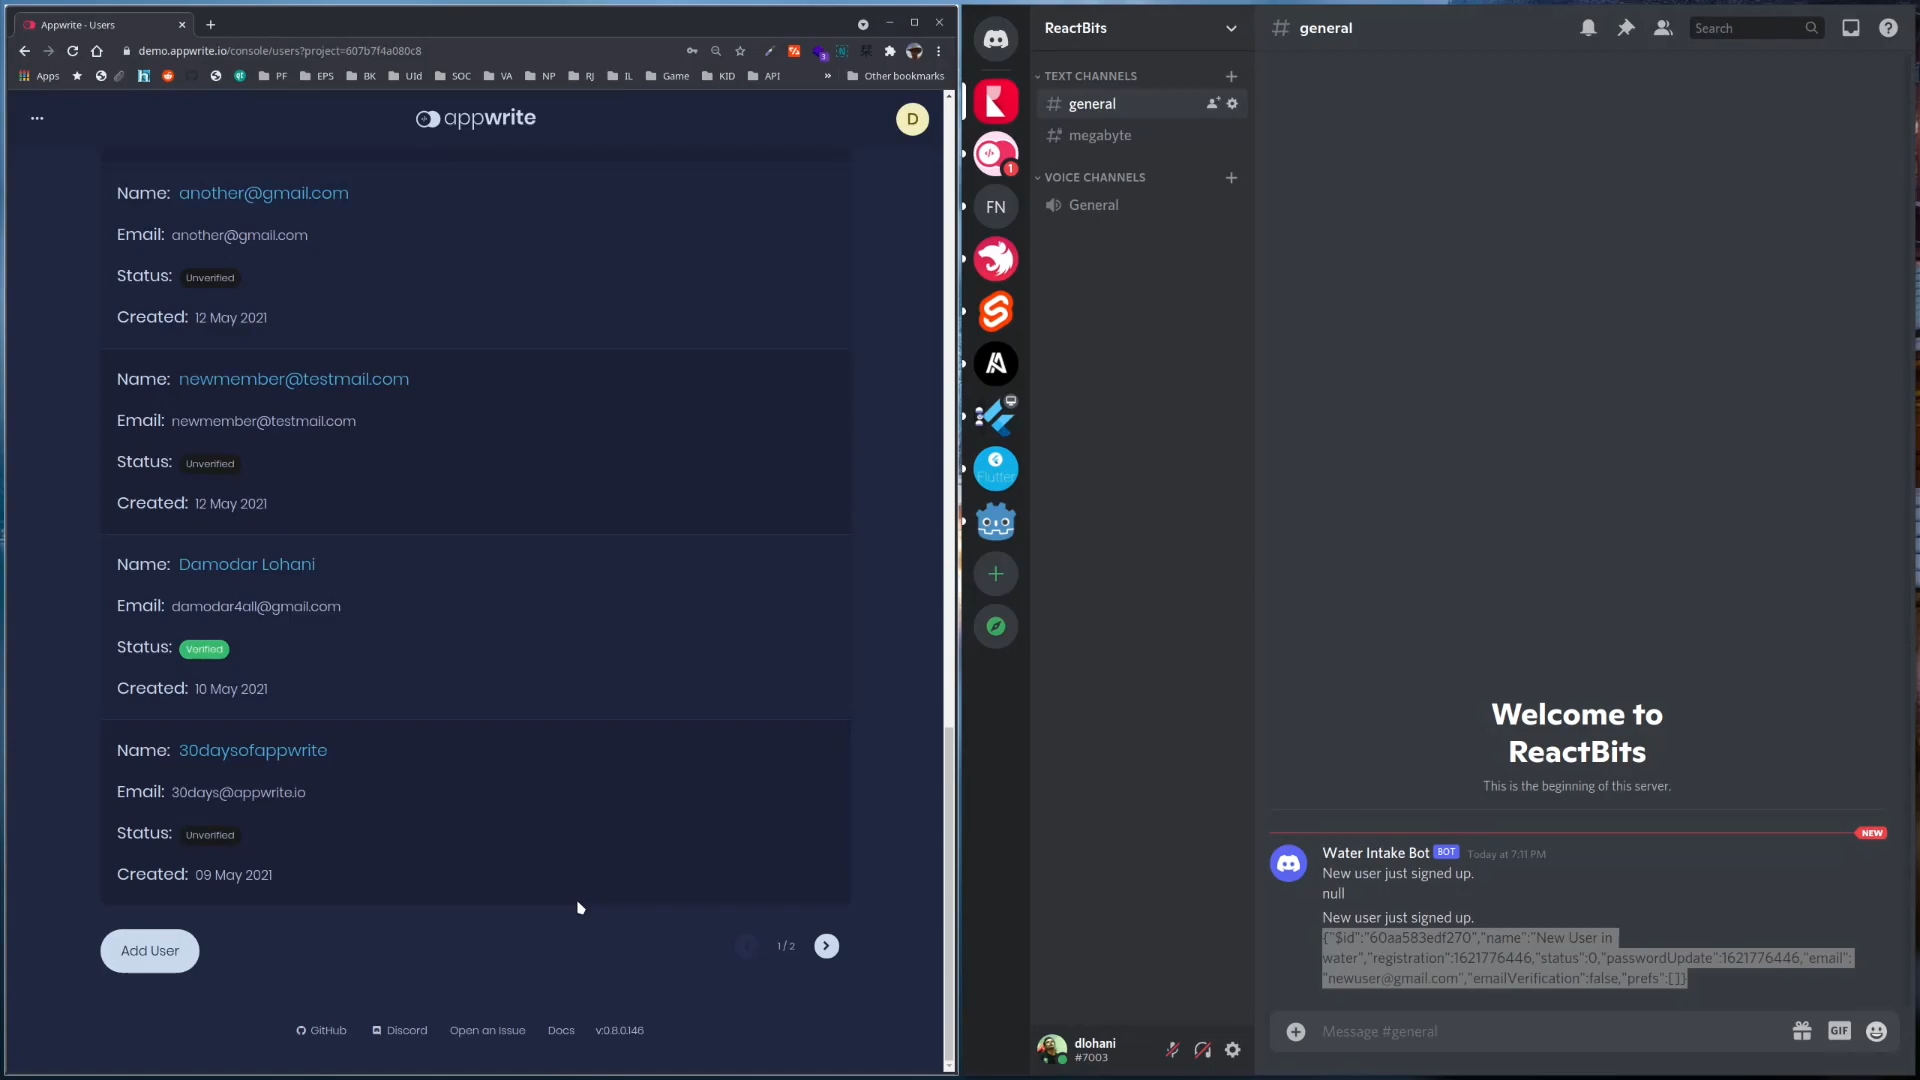 Appwrite - Users
demo.appwrite.io/console/users?project=607b7f4a080c8
3
Apps
PF
EPS
BK
UId
SOC
VA
NP
RJ
IL
Game
KID
API
»
Other bookmarks
appwrite
D
Name: another@gmail.com
Email: another@gmail.com
Status: Unverified
Created: 12 May 2021
Name: newmember@testmail.com
Email: newmember@testmail.com
Status: Unverified
Created: 12 May 2021
Name: Damodar Lohani
Email: damodar4all@gmail.com
Status: Verified
Created: 10 May 2021
Name: 30daysofappwrite
Email: 30days@appwrite.io
Status: Unverified
Created: 09 May 2021
Add User
1 / 2
GitHub
Discord
Open an Issue
Docs
v:0.8.0.146
1
FN
Flutter
ReactBits
TEXT CHANNELS
general
megabyte
VOICE CHANNELS
General
dlohani
#7003
general
Search
Welcome to
ReactBits
This is the beginning of this server.
NEW
Water Intake Bot BOT Today at 7:11 PM
New user just signed up.
null
New user just signed up.
{"$id":"60aa583edf270","name":"New User in
water","registration":1621776446,"status":0,"passwordUpdate":1621776446,"email":
"newuser@gmail.com","emailVerification":false,"prefs":[]}
Message #general
GIF